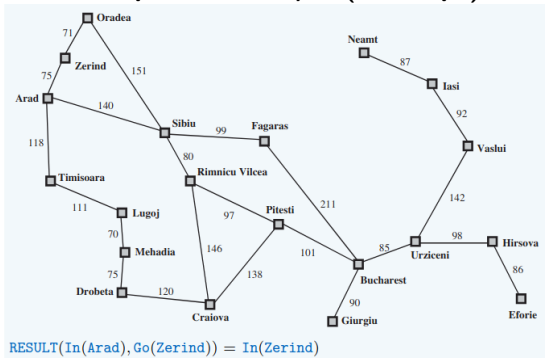 Oradea
71
Neamt
87
Zerind
151
Iasi
75
Arad
140
92
Sibiu
99
Fagaras
118
Vaslui
80
Timisoara
Rimnicu Vilcea
142
111
211
Lugoj
97
Pitesti
70
98
Hirsova
146
85
Urziceni
Mehadia
101
86
75
138
Bucharest
Drobeta
120
90
Eforie
Craiova
Giurgiu
RESULT(In(Arad),Go(Zerind)) = In(Zerind)